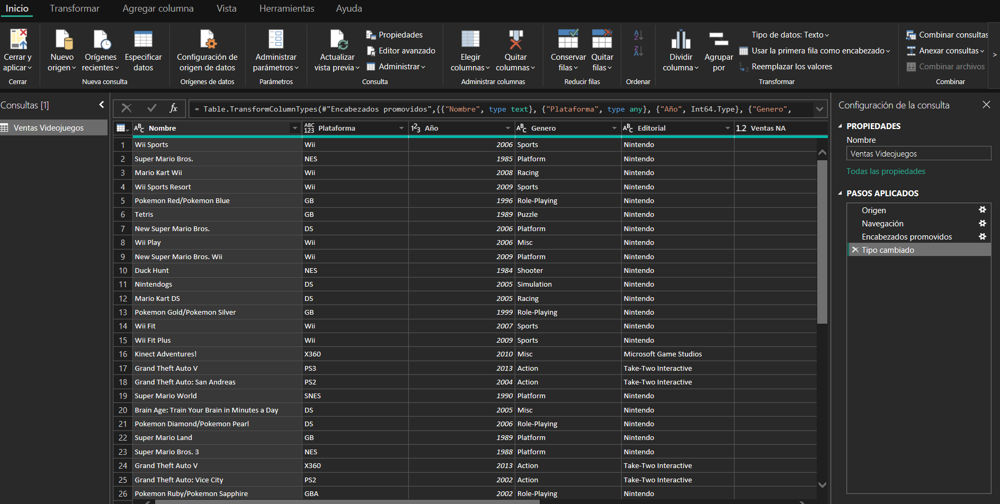 Inicio Transformar Agregar columna Vista Herramientas Ayuda
Cerrar y aplicar
Nuevo origen
Orígenes recientes
Especificar datos
Configuración de origen de datos
Administrar parámetros
Actualizar vista previa
Propiedades
Editor avanzado
Administrar
Elegir columnas
Quitar columnas
Conservar filas
Quitar filas
Dividir columna
Agrupar por
Tipo de datos: Texto
Usar la primera fila como encabezado
Reemplazar los valores
Combinar consultas
Anexar consultas
Combinar archivos
Cerrar Nueva consulta Orígenes de datos Parámetros Consulta Administrar columnas Reducir filas Ordenar Transformar Combinar
Consultas [1]
Ventas Videojuegos
fx = Table.TransformColumnTypes(#"Encabezados promovidos",{{"Nombre", type text}, {"Plataforma", type any}, {"Año", Int64.Type}, {"Genero",
ABC Nombre ABC 123 Plataforma 123 Año ABC Genero ABC Editorial 1.2 Ventas NA
1 Wii Sports Wii 2006 Sports Nintendo
2 Super Mario Bros. NES 1985 Platform Nintendo
3 Mario Kart Wii Wii 2008 Racing Nintendo
4 Wii Sports Resort Wii 2009 Sports Nintendo
5 Pokemon Red/Pokemon Blue GB 1996 Role-Playing Nintendo
6 Tetris GB 1989 Puzzle Nintendo
7 New Super Mario Bros. DS 2006 Platform Nintendo
8 Wii Play Wii 2006 Misc Nintendo
9 New Super Mario Bros. Wii Wii 2009 Platform Nintendo
10 Duck Hunt NES 1984 Shooter Nintendo
11 Nintendogs DS 2005 Simulation Nintendo
12 Mario Kart DS DS 2005 Racing Nintendo
13 Pokemon Gold/Pokemon Silver GB 1999 Role-Playing Nintendo
14 Wii Fit Wii 2007 Sports Nintendo
15 Wii Fit Plus Wii 2009 Sports Nintendo
16 Kinect Adventures! X360 2010 Misc Microsoft Game Studios
17 Grand Theft Auto V PS3 2013 Action Take-Two Interactive
18 Grand Theft Auto: San Andreas PS2 2004 Action Take-Two Interactive
19 Super Mario World SNES 1990 Platform Nintendo
20 Brain Age: Train Your Brain in Minutes a Day DS 2005 Misc Nintendo
21 Pokemon Diamond/Pokemon Pearl DS 2006 Role-Playing Nintendo
22 Super Mario Land GB 1989 Platform Nintendo
23 Super Mario Bros. 3 NES 1988 Platform Nintendo
24 Grand Theft Auto V X360 2013 Action Take-Two Interactive
25 Grand Theft Auto: Vice City PS2 2002 Action Take-Two Interactive
26 Pokemon Ruby/Pokemon Sapphire GBA 2002 Role-Playing Nintendo
Configuración de la consulta
PROPIEDADES
Nombre
Ventas Videojuegos
Todas las propiedades
PASOS APLICADOS
Origen
Navegación
Encabezados promovidos
Tipo cambiado